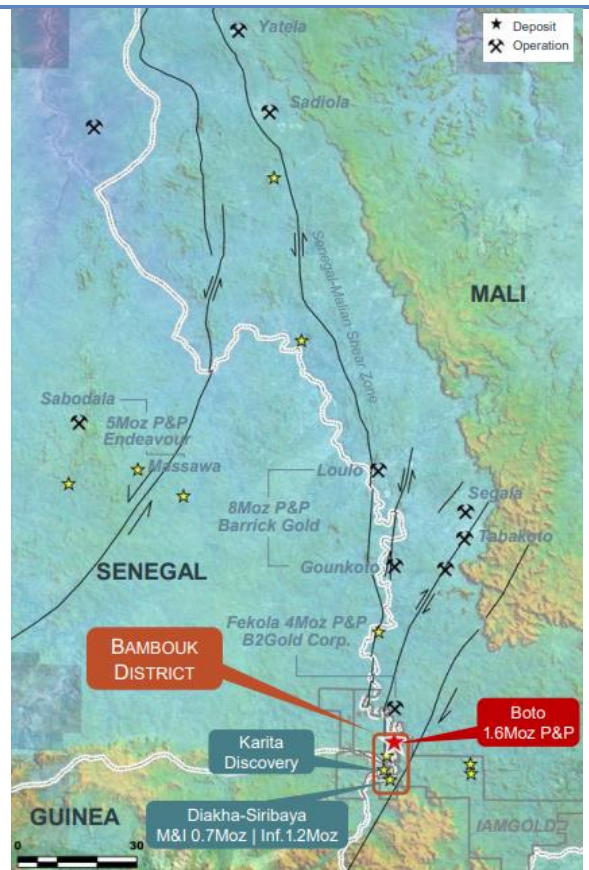 Deposit
Operation
Yatela
Sadiola
Senegal-Malian Shear Zone
MALI
Sabodala
5Moz P&P
Endeavour
Massawa
Loulo
8Moz P&P
Barrick Gold
Gounkoto
Segala
Tabakoto
SENEGAL
Fekola 4Moz P&P
B2Gold Corp.
BAMBOUK
DISTRICT
Boto
1.6Moz P&P
Karita
Discovery
Diakha-Siribaya
M&I 0.7Moz | Inf.1.2Moz
GUINEA
IAMGOLD
0
30